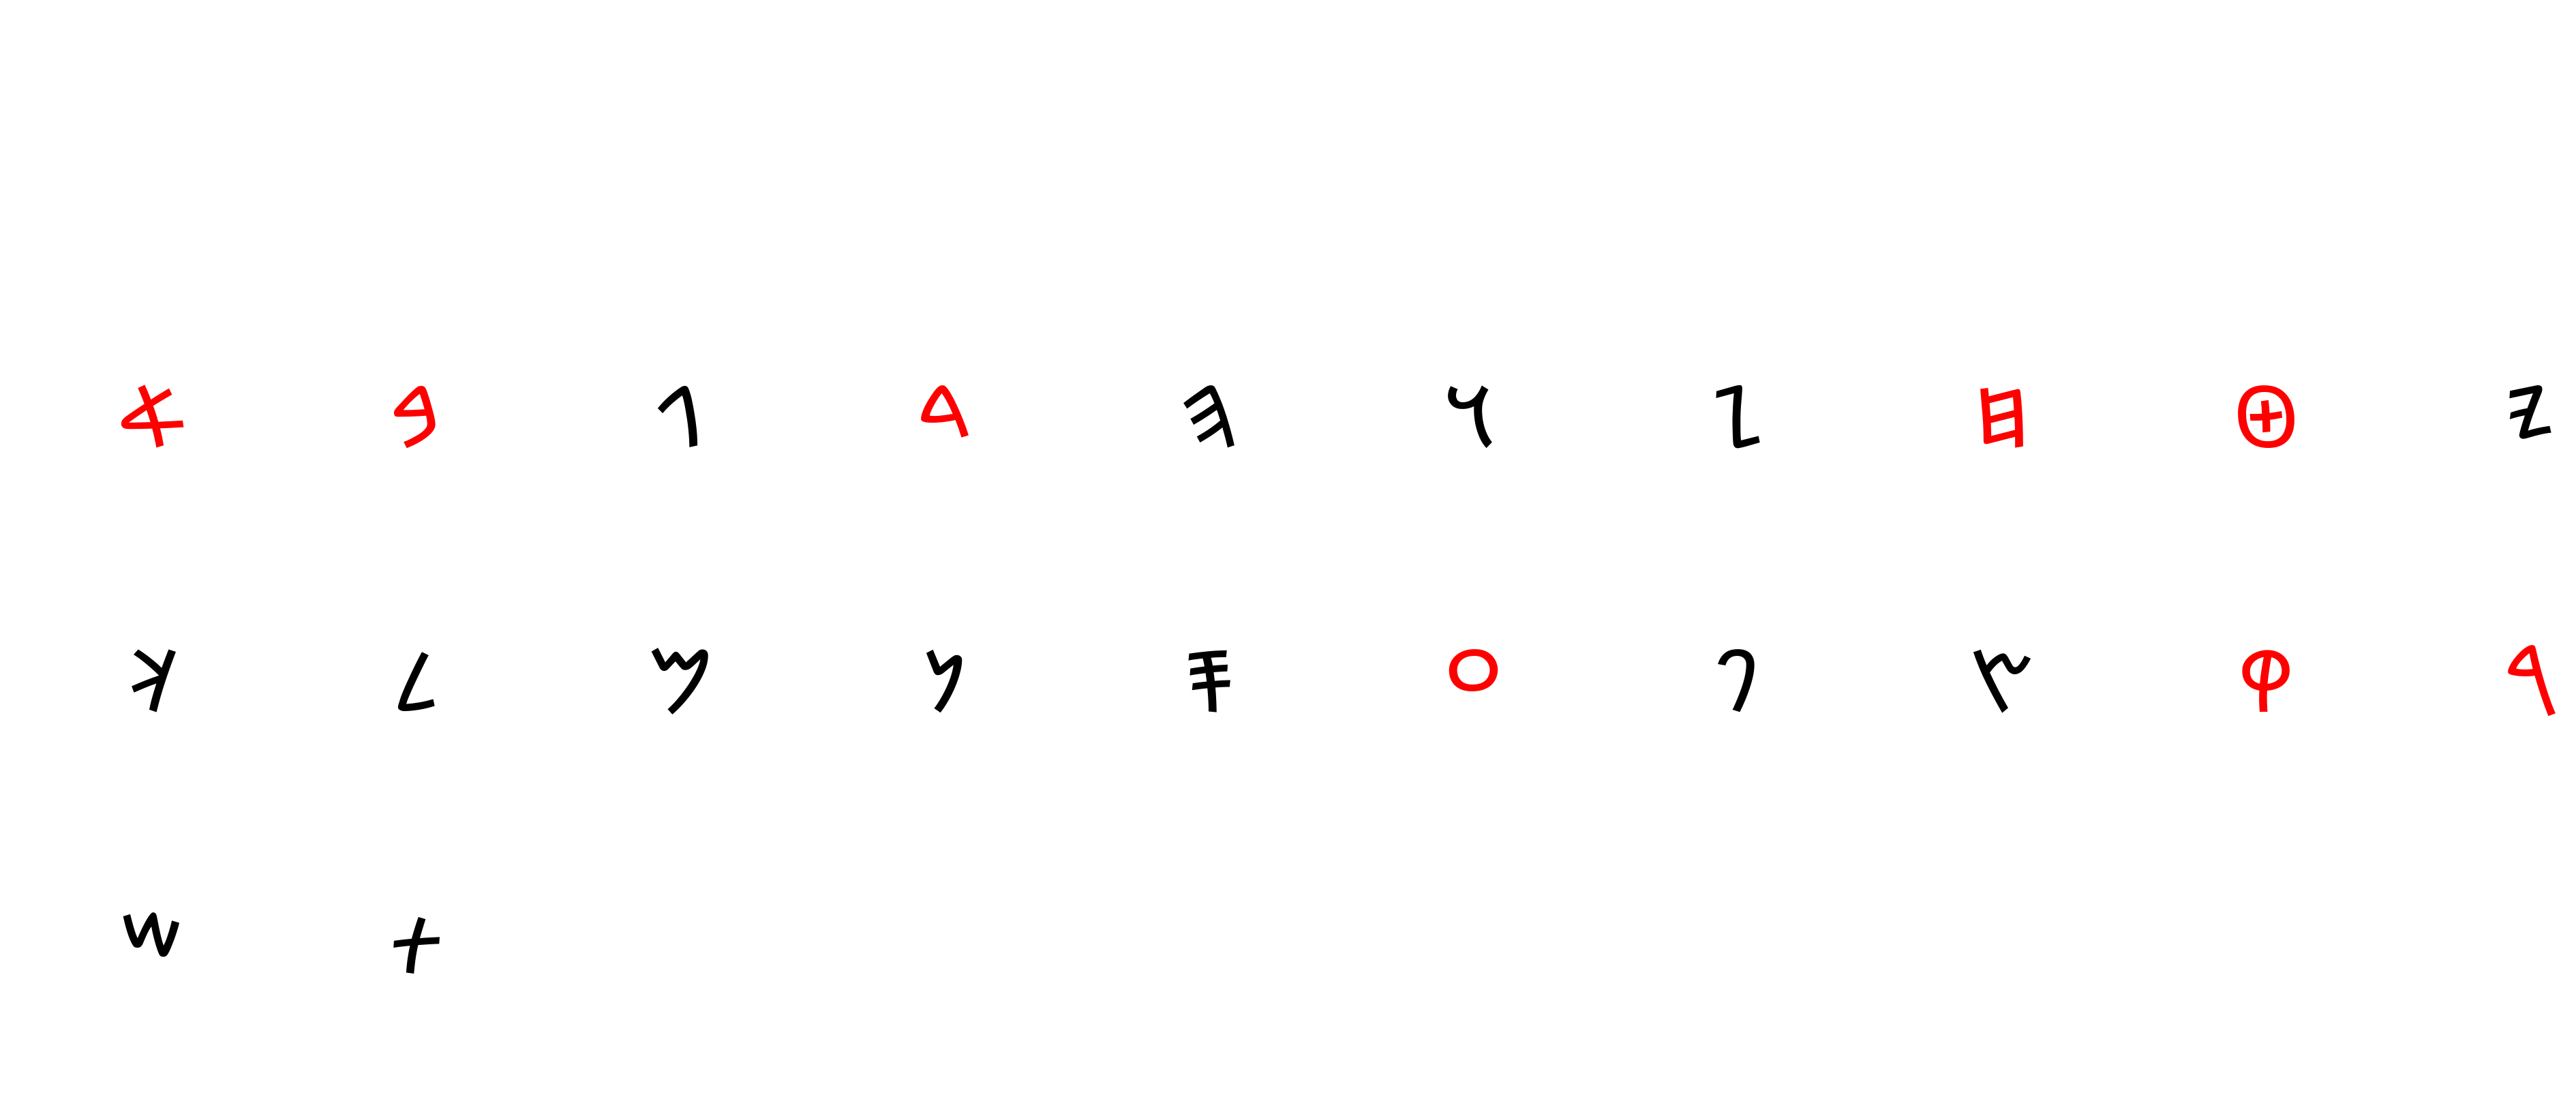 𐤀 𐤁 𐤂 𐤃 𐤄 𐤅 𐤆 𐤇 𐤈 𐤉
𐤊 𐤋 𐤌 𐤍 𐤎 𐤏 𐤐 𐤑 𐤒 𐤓
𐤔 𐤕